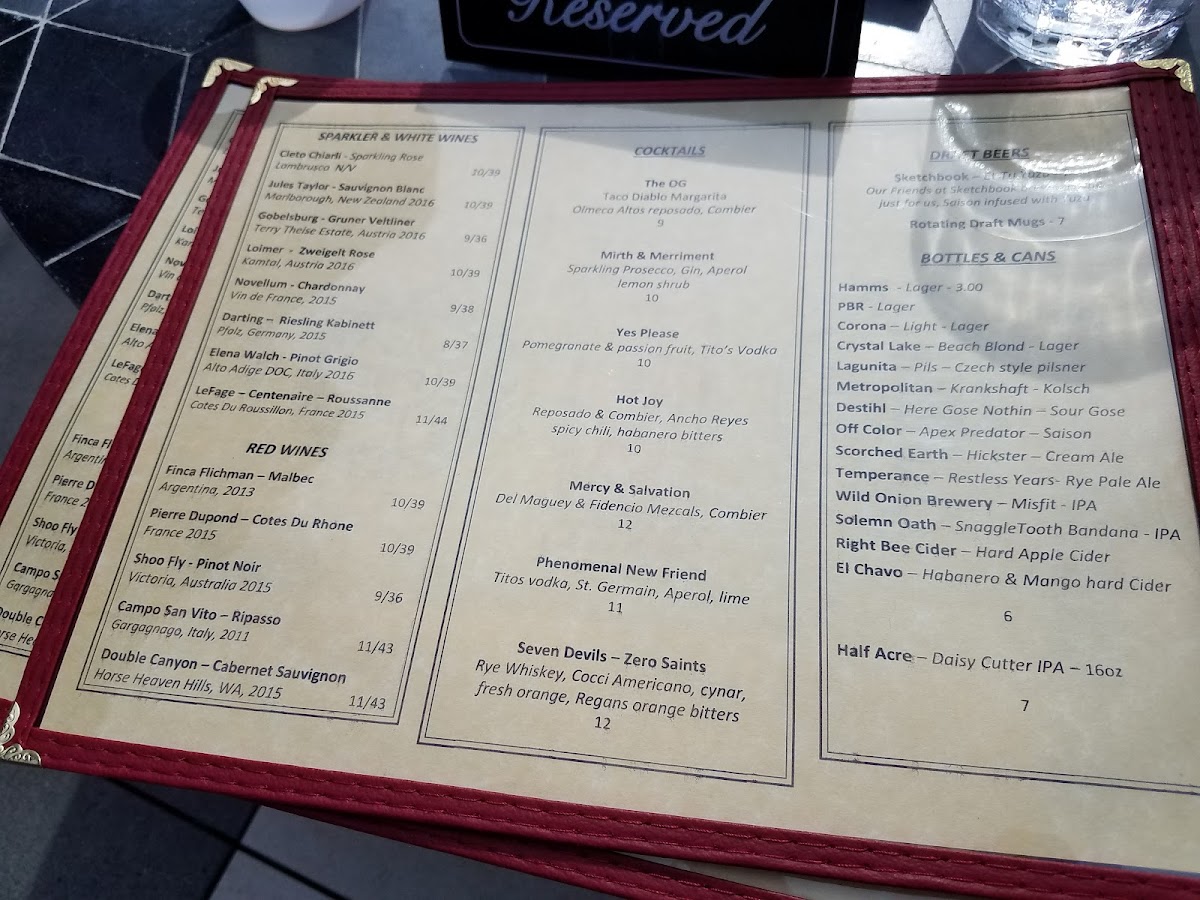 Reserved
SPARKLER & WHITE WINES
Cleto Chiarli - Sparkling Rose
Lambrusco N/V
10/39
Jules Taylor - Sauvignon Blanc
Marlborough, New Zealand 2016
10/39
Gobelsburg - Gruner Veltliner
Terry Theise Estate, Austria 2016
9/36
Loimer - Zweigelt Rose
Kamtal, Austria 2016
10/39
Novellum - Chardonnay
Vin de France, 2015
9/38
Darting – Riesling Kabinett
Pfalz, Germany, 2015
8/37
Elena Walch - Pinot Grigio
Alto Adige DOC, Italy 2016
10/39
LeFage – Centenaire – Roussanne
Cotes Du Roussillon, France 2015
11/44
RED WINES
Finca Flichman – Malbec
Argentina, 2013
10/39
Pierre Dupond – Cotes Du Rhone
France 2015
10/39
Shoo Fly - Pinot Noir
Victoria, Australia 2015
9/36
Campo San Vito – Ripasso
Gargagnago, Italy, 2011
11/43
Double Canyon – Cabernet Sauvignon
Horse Heaven Hills, WA, 2015
11/43
COCKTAILS
The OG
Taco Diablo Margarita
Olmeca Altos reposado, Combier
9
Mirth & Merriment
Sparkling Prosecco, Gin, Aperol
lemon shrub
10
Yes Please
Pomegranate & passion fruit, Tito's Vodka
10
Hot Joy
Reposado & Combier, Ancho Reyes
spicy chili, habanero bitters
10
Mercy & Salvation
Del Maguey & Fidencio Mezcals, Combier
12
Phenomenal New Friend
Titos vodka, St. Germain, Aperol, lime
11
Seven Devils – Zero Saints
Rye Whiskey, Cocci Americano, cynar,
fresh orange, Regans orange bitters
12
DRAFT BEERS
Sketchbook – El Tu Yuzu
Our Friends at Sketchbook
just for us, Saison infused with Yuzu
Rotating Draft Mugs - 7
BOTTLES & CANS
Hamms - Lager - 3.00
PBR - Lager
Corona – Light - Lager
Crystal Lake – Beach Blond - Lager
Lagunita – Pils – Czech style pilsner
Metropolitan – Krankshaft - Kolsch
Destihl – Here Gose Nothin – Sour Gose
Off Color – Apex Predator – Saison
Scorched Earth – Hickster – Cream Ale
Temperance – Restless Years- Rye Pale Ale
Wild Onion Brewery – Misfit - IPA
Solemn Oath – SnaggleTooth Bandana - IPA
Right Bee Cider – Hard Apple Cider
El Chavo – Habanero & Mango hard Cider
6
Half Acre – Daisy Cutter IPA – 16oz
7